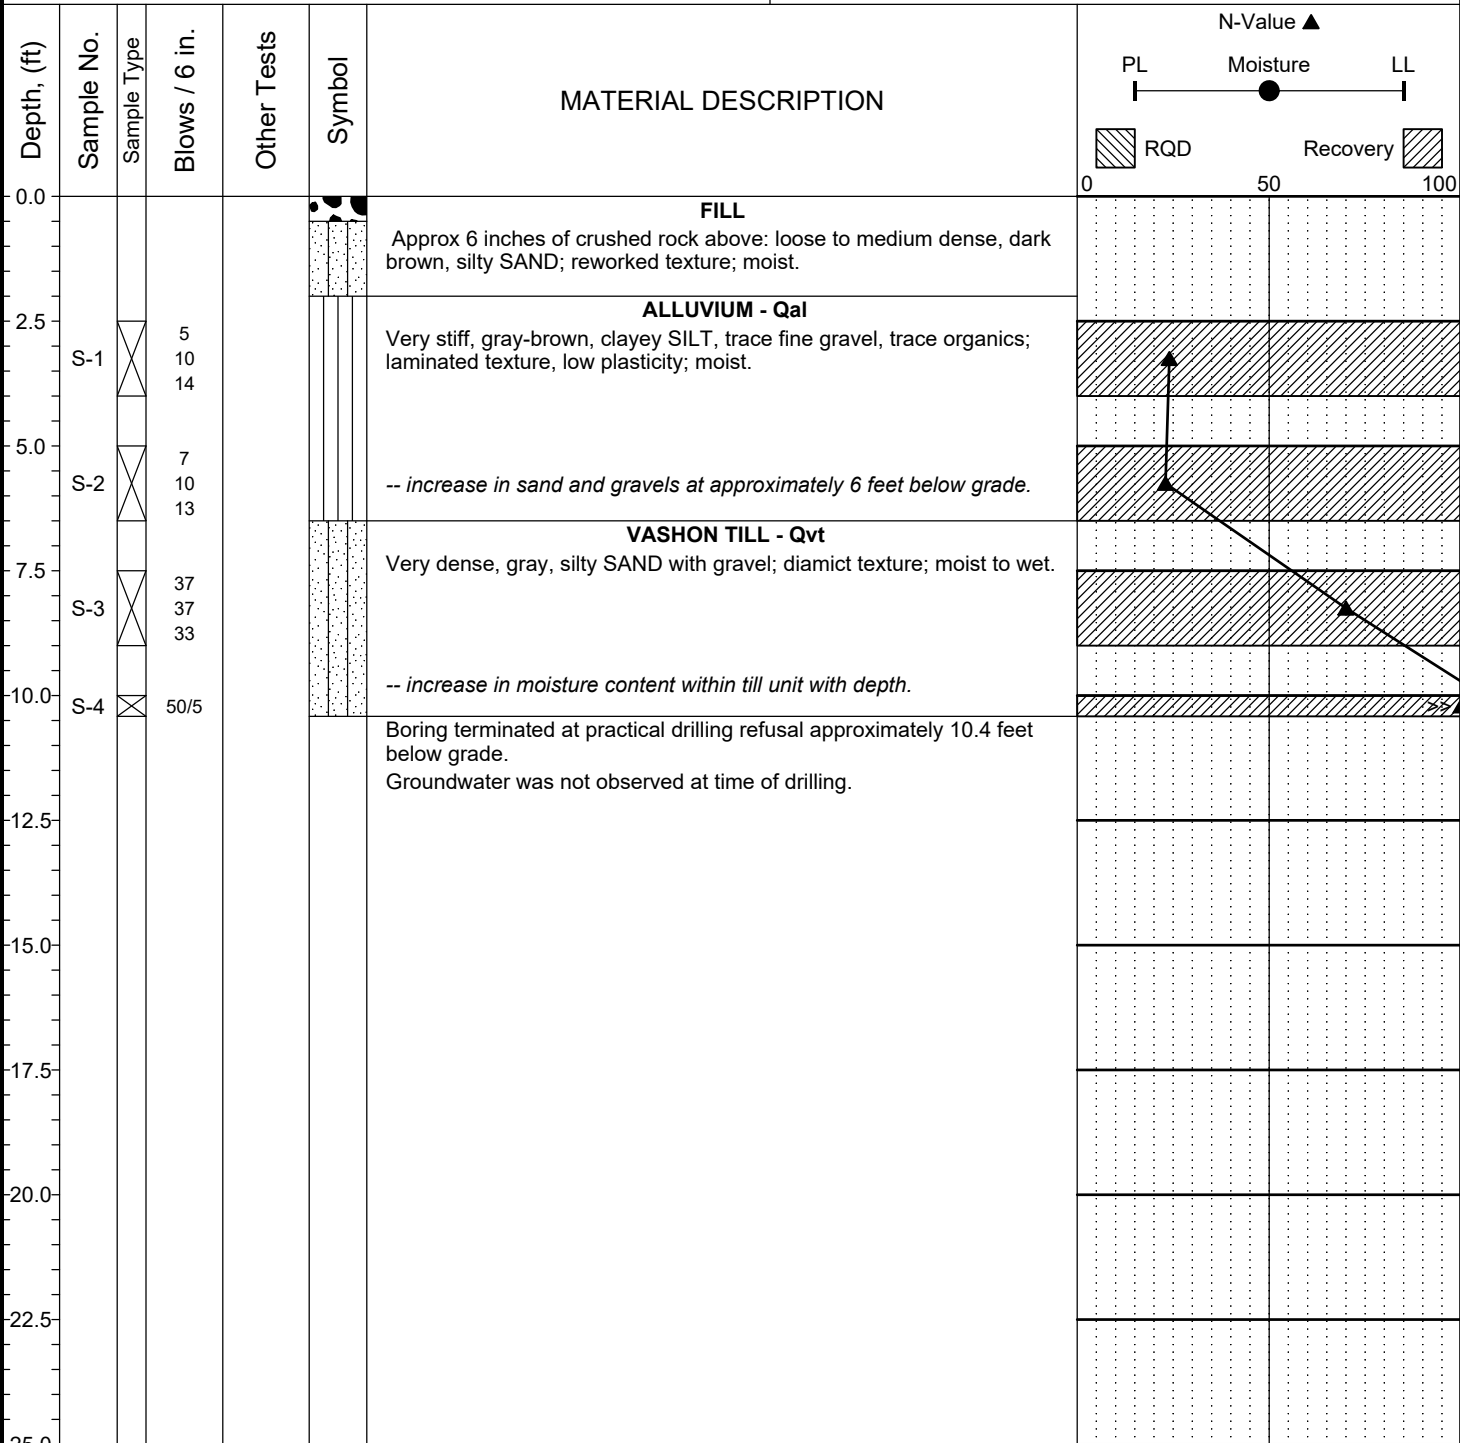 Depth, (ft)
Sample No.
Sample Type
Blows / 6 in.
Other Tests
Symbol
MATERIAL DESCRIPTION
N-Value
PL Moisture LL
RQD Recovery
0 50 100
0.0
FILL
Approx 6 inches of crushed rock above: loose to medium dense, dark
brown, silty SAND; reworked texture; moist.
ALLUVIUM - Qal
2.5
5
Very stiff, gray-brown, clayey SILT, trace fine gravel, trace organics;
S-1 10
laminated texture, low plasticity; moist.
14
5.0
7
S-2 10
-- increase in sand and gravels at approximately 6 feet below grade.
13
VASHON TILL - Qvt
Very dense, gray, silty SAND with gravel; diamict texture; moist to wet.
7.5
37
S-3 37
33
-- increase in moisture content within till unit with depth.
10.0
S-4 50/5 >>
Boring terminated at practical drilling refusal approximately 10.4 feet
below grade.
Groundwater was not observed at time of drilling.
12.5
15.0
17.5
20.0
22.5
25.0